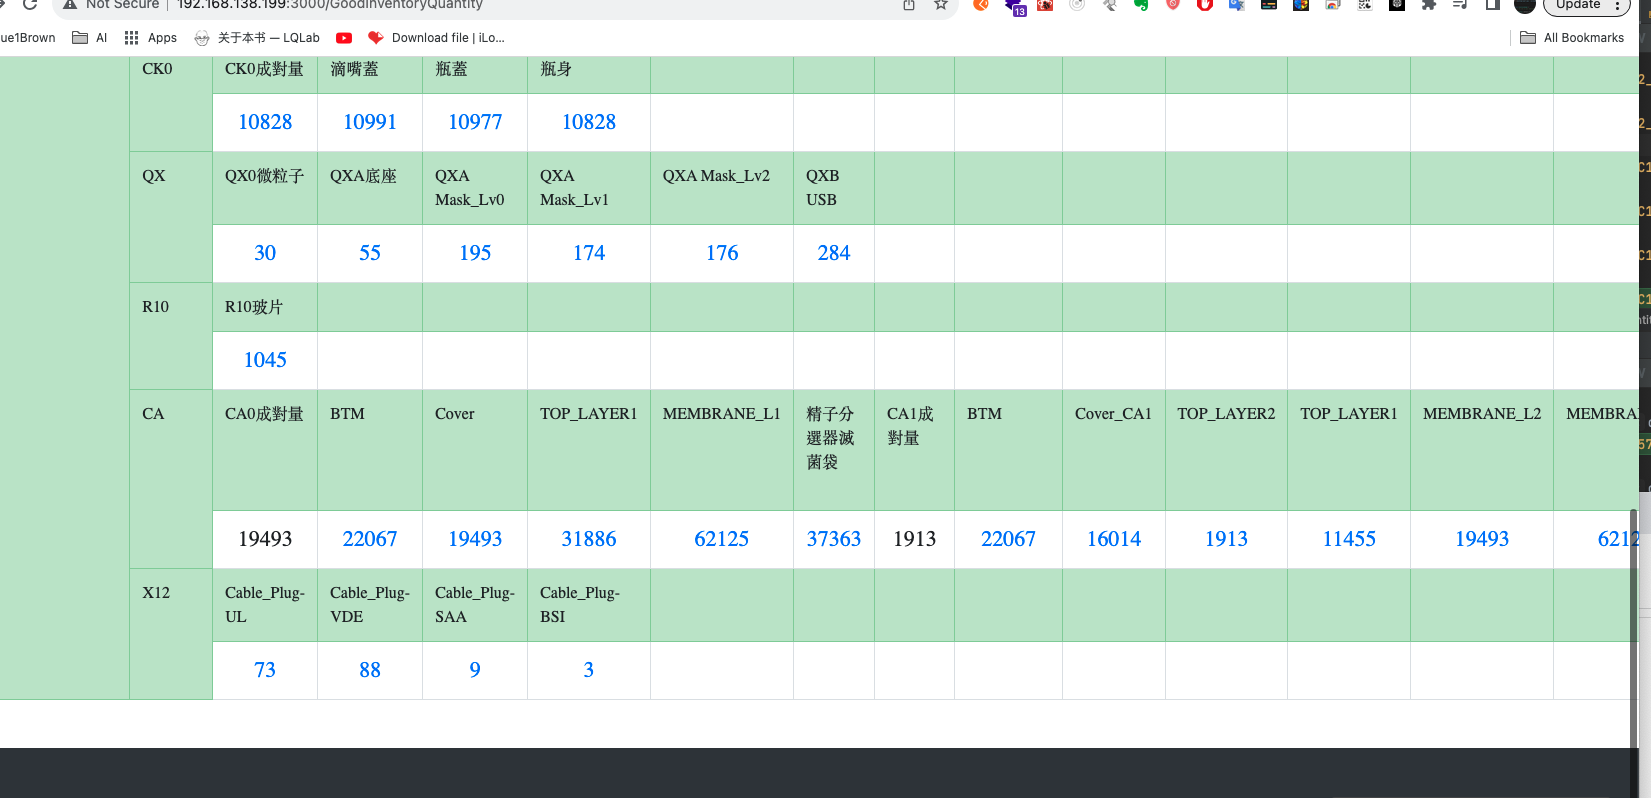 Not Secure | 192.168.138.199:3000/GoodInventoryQuantity
13
Update
ue1Brown AI Apps 关于本书 — LQLab Download file | iLo... All Bookmarks
CK0 CK0成對量 滴嘴蓋 瓶蓋 瓶身
10828 10991 10977 10828
QX QX0微粒子 QXA底座 QXA QXA QXA Mask_Lv2 QXB
Mask_Lv0 Mask_Lv1 USB
30 55 195 174 176 284
R10 R10玻片
1045
CA CA0成對量 BTM Cover TOP_LAYER1 MEMBRANE_L1 精子分 CA1成 BTM Cover_CA1 TOP_LAYER2 TOP_LAYER1 MEMBRANE_L2 MEMBRA
選器滅 對量
菌袋
19493 22067 19493 31886 62125 37363 1913 22067 16014 1913 11455 19493 6212
X12 Cable_Plug- Cable_Plug- Cable_Plug- Cable_Plug-
UL VDE SAA BSI
73 88 9 3